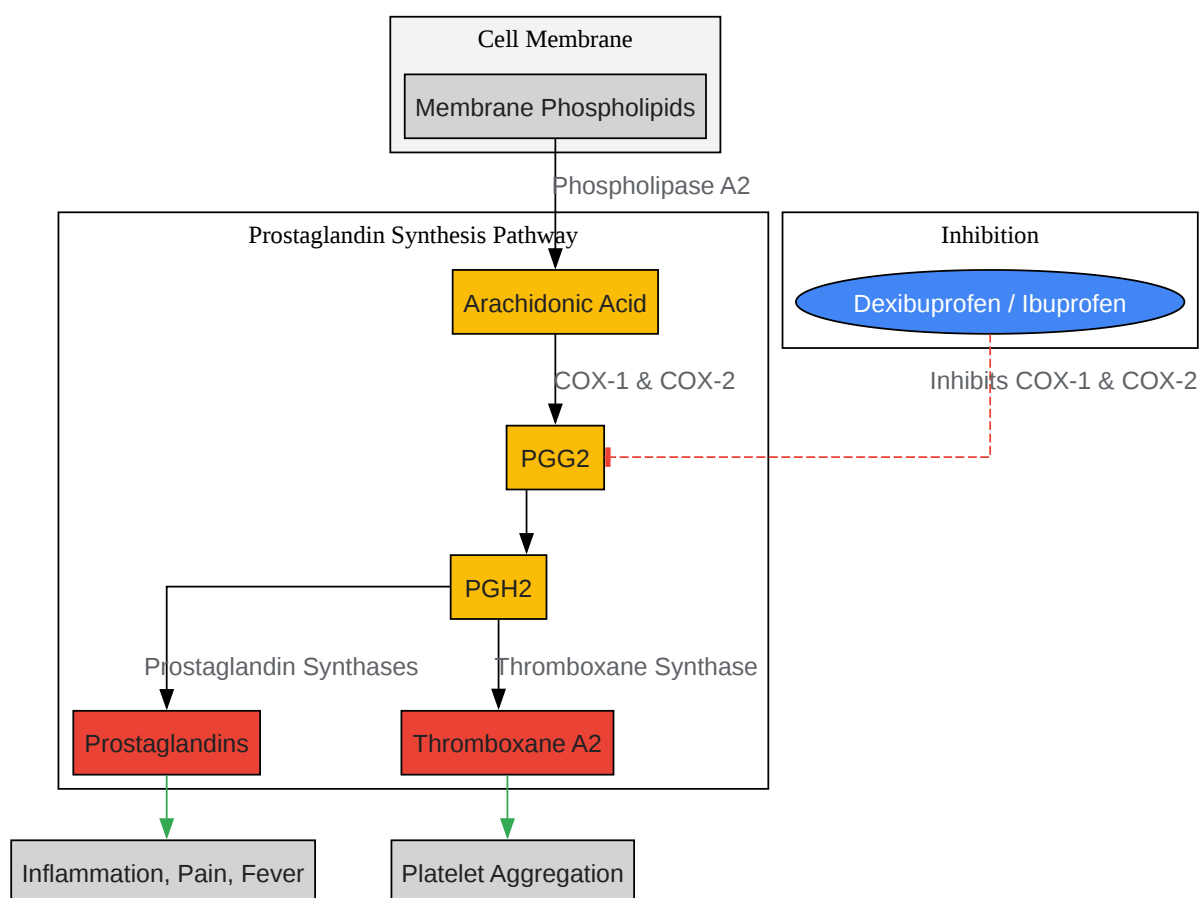 Cell Membrane
Membrane Phospholipids
Phospholipase A2
Prostaglandin Synthesis Pathway
Inhibition
Arachidonic Acid
Dexibuprofen / Ibuprofen
COX-1 & COX-2
Inhibits COX-1 & COX-2
PGG2
PGH2
Prostaglandin Synthases
Thromboxane Synthase
Prostaglandins
Thromboxane A2
Inflammation, Pain, Fever
Platelet Aggregation